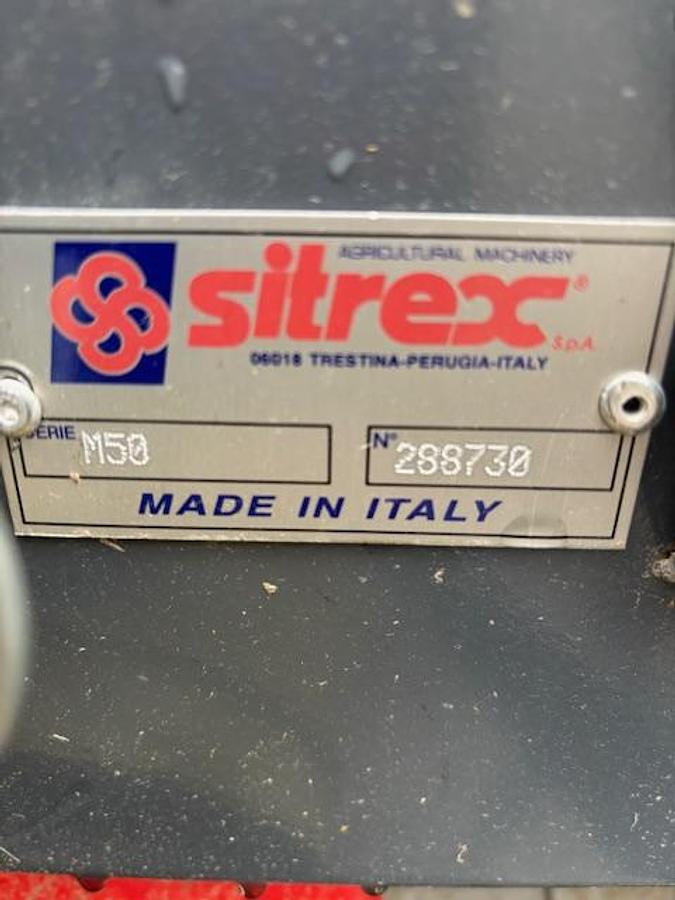 AGRICULTURAL MACHINERY
sitrex®
S.p.A.
06018 TRESTINA-PERUGIA-ITALY
SERIE M50
N° 288730
MADE IN ITALY